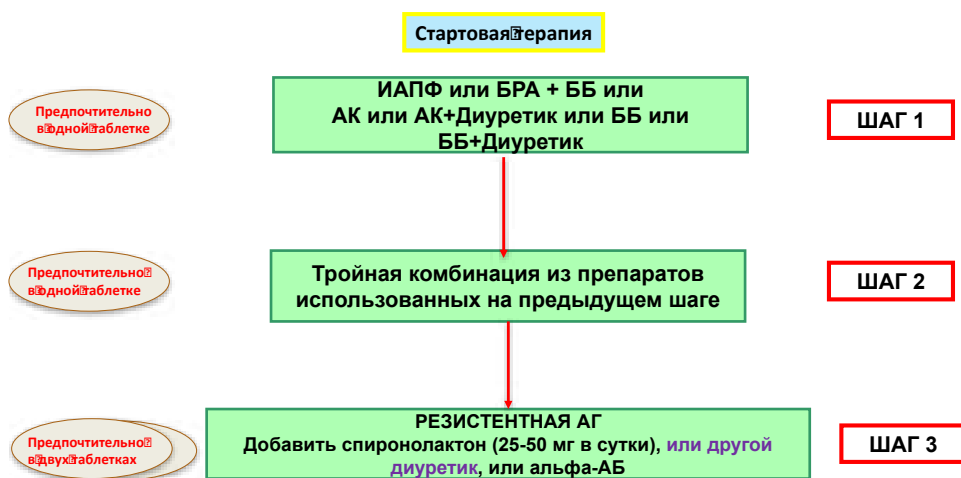 Стартовая терапия
Предпочтительно
в одной таблетке
ИАПФ или БРА + ББ или
АК или АК+Диуретик или ББ или
ББ+Диуретик
ШАГ 1
Предпочтительно
в одной таблетке
Тройная комбинация из препаратов
использованных на предыдущем шаге
ШАГ 2
Предпочтительно
в двух таблетках
РЕЗИСТЕНТНАЯ АГ
Добавить спиронолактон (25-50 мг в сутки), или другой
диуретик, или альфа-АБ
ШАГ 3